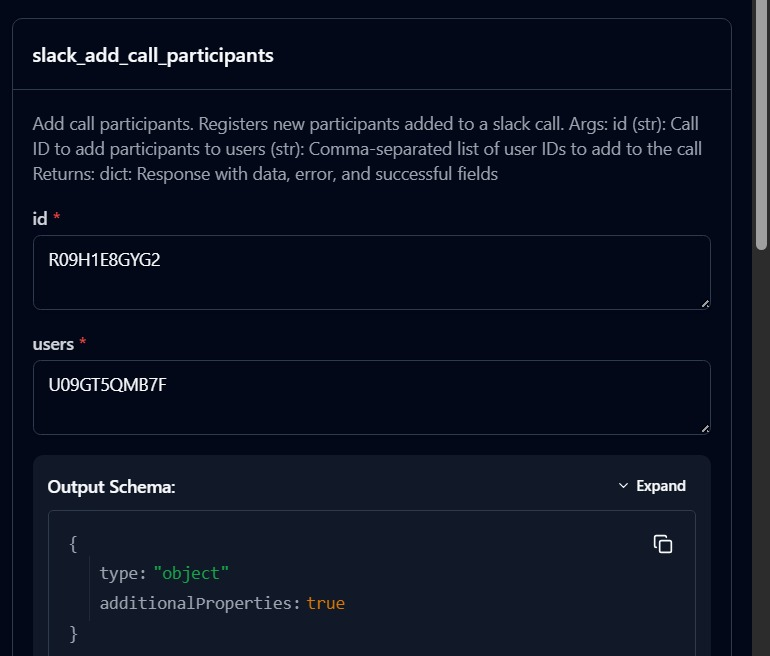 slack_add_call_participants
Add call participants. Registers new participants added to a slack call. Args: id (str): Call
ID to add participants to users (str): Comma-separated list of user IDs to add to the call
Returns: dict: Response with data, error, and successful fields
id *
R09H1E8GYG2
users *
U09GT5QMB7F
Output Schema:
Expand
{
type: "object"
additionalProperties: true
}